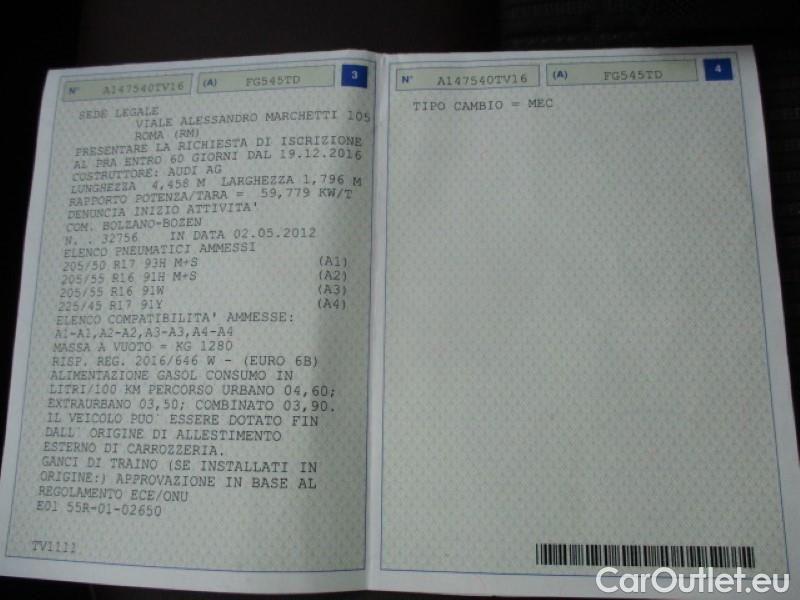 N° A147540TV16 (A) FG545TD 3
SEDE LEGALE
VIALE ALESSANDRO MARCHETTI 105
ROMA (RM)
PRESENTARE LA RICHIESTA DI ISCRIZIONE
AL PRA ENTRO 60 GIORNI DAL 19.12.2016
COSTRUTTORE: AUDI AG
LUNGHEZZA 4,458 M LARGHEZZA 1,796 M
RAPPORTO POTENZA/TARA = 59,779 KW/T
DENUNCIA INIZIO ATTIVITA'
COM. BOLZANO-BOZEN
N. . 32756 IN DATA 02.05.2012
ELENCO PNEUMATICI AMMESSI
205/50 R17 93H M+S (A1)
205/55 R16 91H M+S (A2)
205/55 R16 91W (A3)
225/45 R17 91Y (A4)
ELENCO COMPATIBILITA' AMMESSE:
A1-A1,A2-A2,A3-A3,A4-A4
MASSA A VUOTO = KG 1280
RISP. REG. 2016/646 W - (EURO 6B)
ALIMENTAZIONE GASOL CONSUMO IN
LITRI/100 KM PERCORSO URBANO 04,60;
EXTRAURBANO 03,50; COMBINATO 03,90.
IL VEICOLO PUO' ESSERE DOTATO FIN
DALL' ORIGINE DI ALLESTIMENTO
ESTERNO DI CARROZZERIA.
GANCI DI TRAINO (SE INSTALLATI IN
ORIGINE:) APPROVAZIONE IN BASE AL
REGOLAMENTO ECE/ONU
E01 55R-01-02650
TV1111
N° A147540TV16 (A) FG545TD 4
TIPO CAMBIO = MEC
CarOutlet.eu